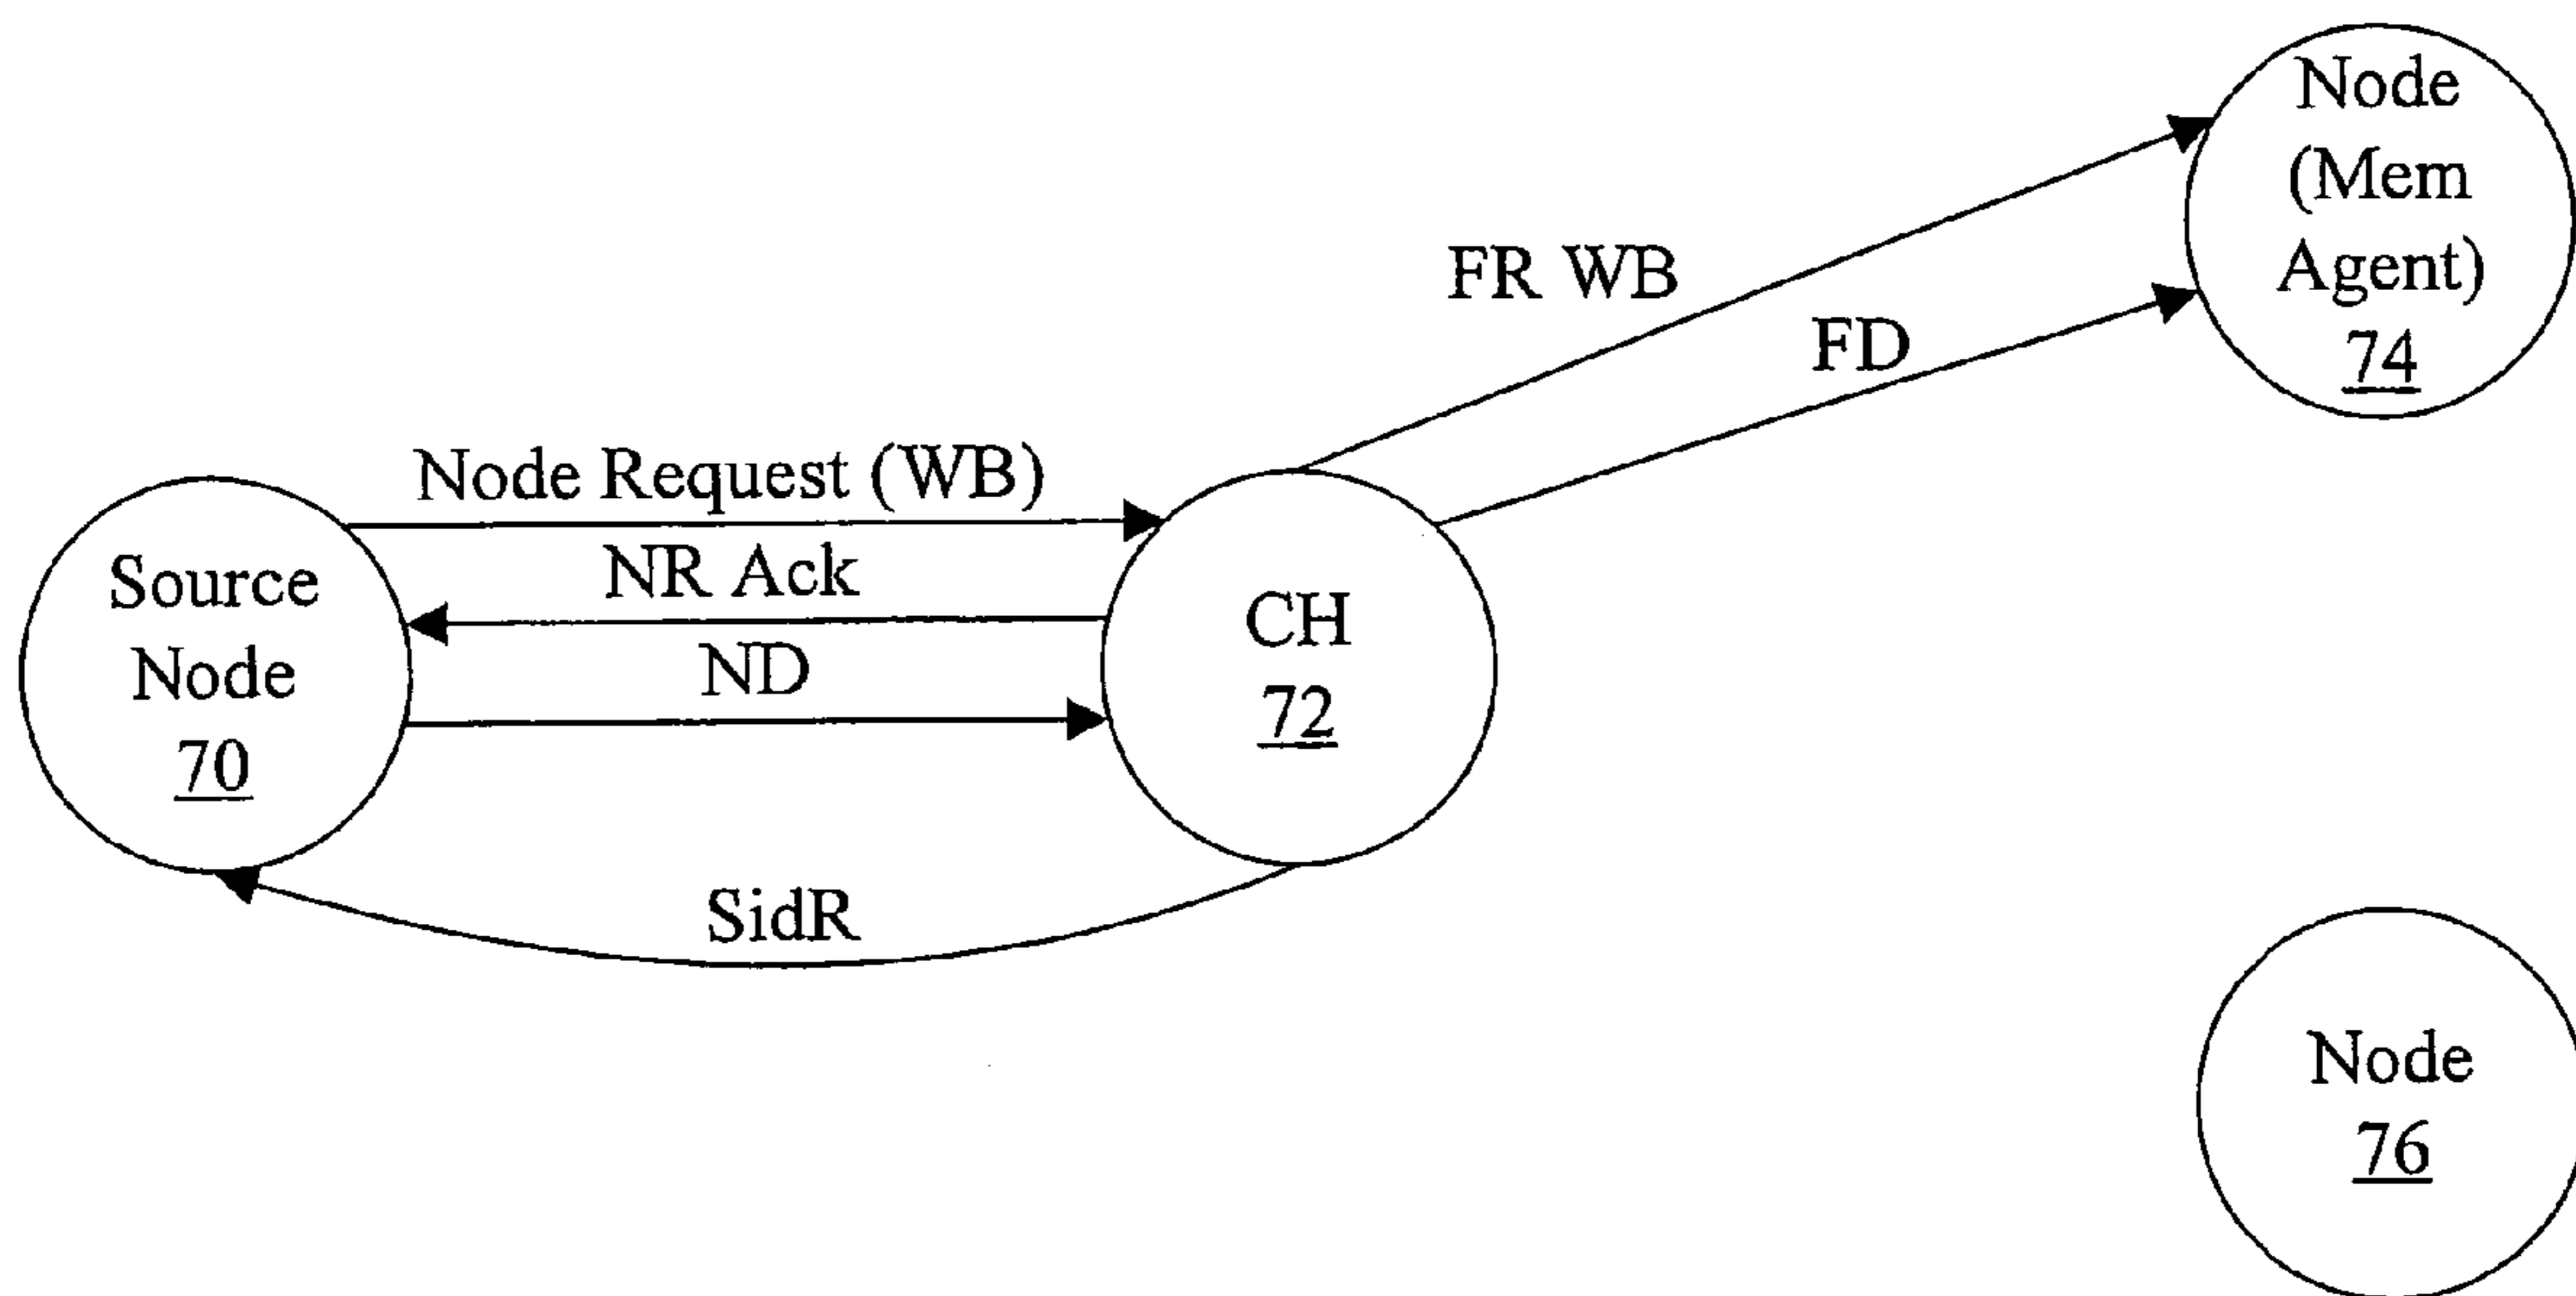 Node
(Mem
Agent)
74
FR WB
FD
Node Request (WB)
NR Ack
ND
Source
Node
70
CH
72
SidR
Node
76